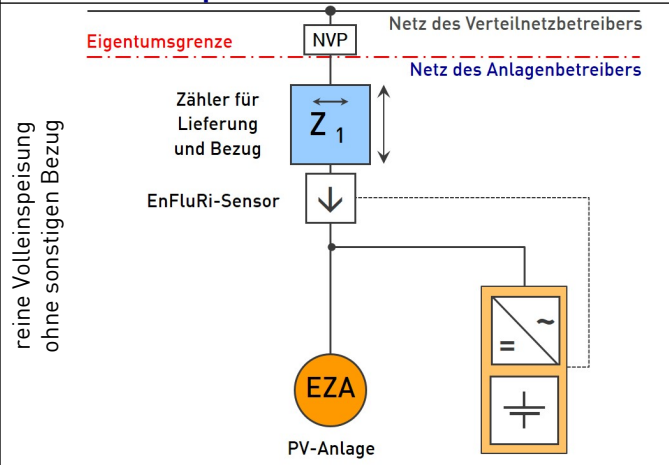 Netz des Verteilnetzbetreibers
NVP
Eigentumsgrenze
Netz des Anlagenbetreibers
Zähler für
Lieferung
und Bezug
Z 1
EnFluRi-Sensor
reine Volleinspeisung
ohne sonstigen Bezug
~
=
EZA
PV-Anlage